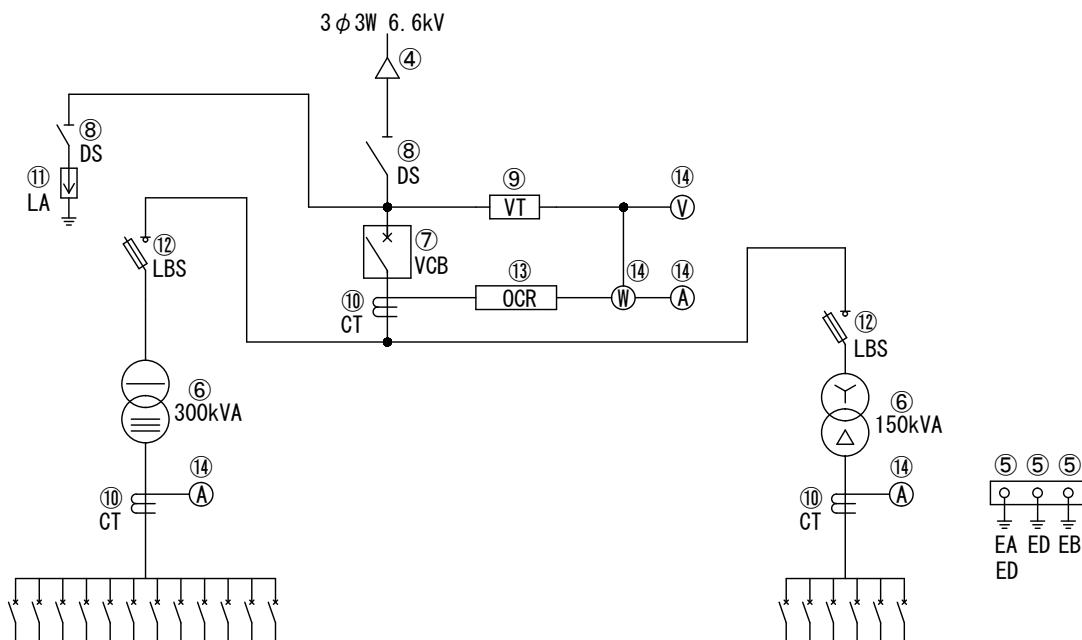 3φ3W 6.6kV
④
⑧
DS
⑪
LA
⑧
DS
⑨
VT
⑭
V
⑫
LBS
⑦
VCB
⑩
CT
⑬
OCR
⑭
W
⑭
A
⑫
LBS
⑥
300kVA
⑥
150kVA
⑩
CT
⑭
A
⑩
CT
⑭
A
⑤ ⑤ ⑤
EA ED EB
ED